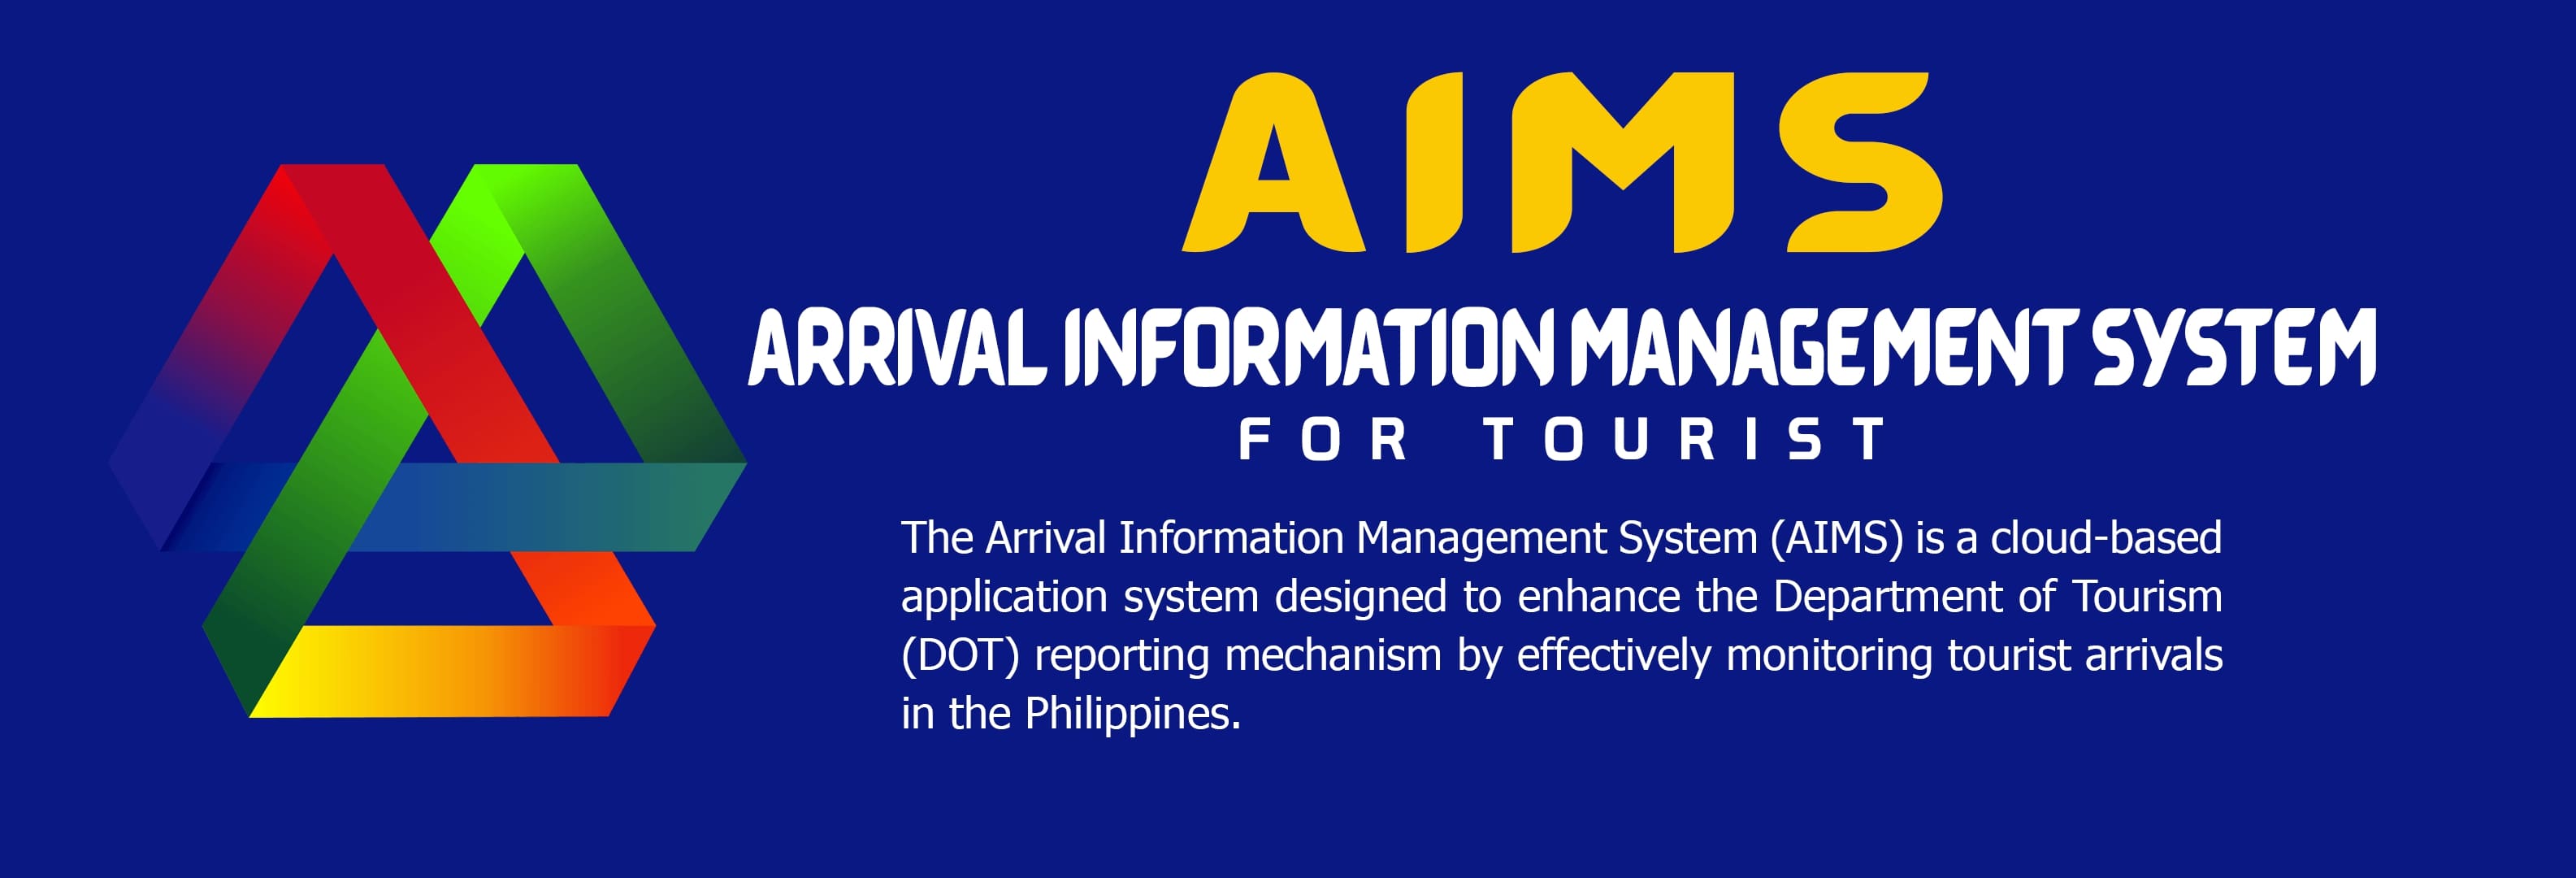 AIMS
ARRIVAL INFORMATION MANAGEMENT SYSTEM
FOR TOURIST
The Arrival Information Management System (AIMS) is a cloud-based
application system designed to enhance the Department of Tourism
(DOT) reporting mechanism by effectively monitoring tourist arrivals
in the Philippines.